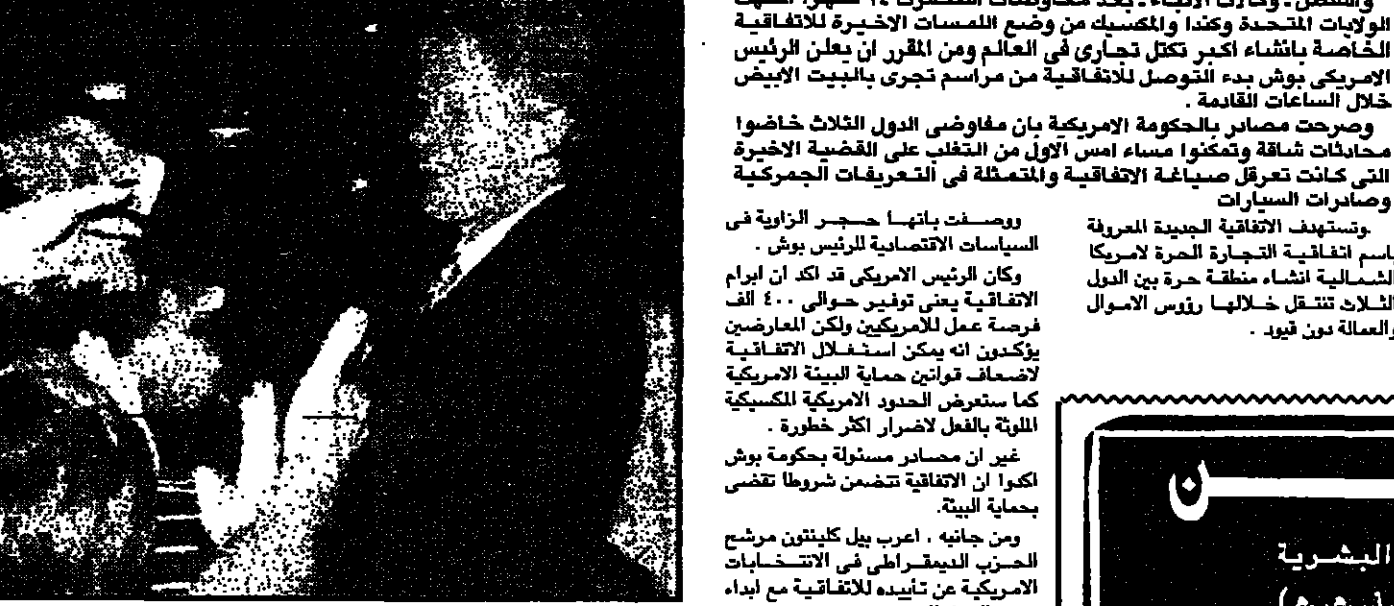 الولايات المتحدة وكندا والمكسيك من وضع اللمسات الاخيرة للاتفاقية
الخاصة بانشاء اكبر تكتل تجارى فى العالم ومن المقرر ان يعلن الرئيس
الامريكى بوش بدء التوصل للاتفاقية من مراسم تجرى بالبيت الابيض
خلال الساعات القادمة .
وصرحت مصادر بالحكومة الامريكية بان مفاوضى الدول الثلاث خاضوا
محادثات شاقة وتمكنوا مساء امس الاول من التغلب على القضية الاخيرة
التى كانت تعرقل صياغة الاتفاقية والمتمثلة فى التعريفات الجمركية
وصادرات السيارات
.وتستهدف الاتفاقية الجديدة المعروفة
باسم اتفاقية التجارة الحرة لامريكا
الشمالية انشاء منطقة حرة بين الدول
الثلاث تنتقل خلالها رؤوس الاموال
والعمالة دون قيود .
ووصفت بانها حجر الزاوية فى
السياسات الاقتصادية للرئيس بوش .
وكان الرئيس الامريكى قد اكد ان ابرام
الاتفاقية يعنى توفير حوالى ٤٠٠ الف
فرصة عمل للامريكيين ولكن المعارضين
يؤكدون انه يمكن استغلال الاتفاقية
لاضعاف قوانين حماية البيئة الامريكية
كما ستعرض الحدود الامريكية المكسيكية
الملوثة بالفعل لاضرار اكثر خطورة .
غير ان مصادر مسئولة بحكومة بوش
اكدوا ان الاتفاقية تتضمن شروطا تقضى
بحماية البيئة.
ومن جانبه ، اعرب بيل كلينتون مرشح
الحزب الديمقراطى فى الانتخابات
الامريكية عن تأييده للاتفاقية مع ابداء
ن
البشرية